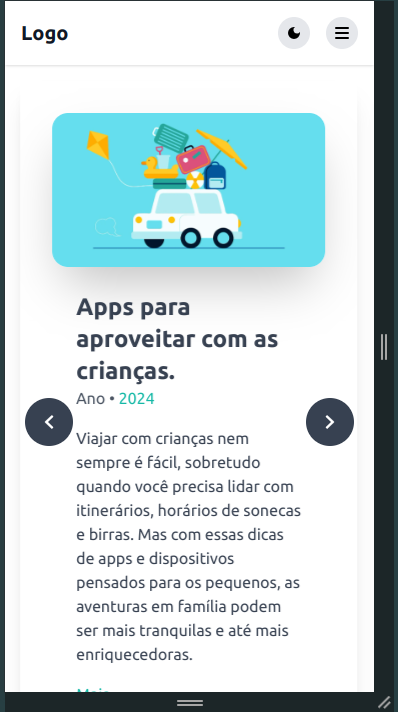 Logo
Apps para
aproveitar com as
crianças.
Ano • 2024
Viajar com crianças nem
sempre é fácil, sobretudo
quando você precisa lidar com
itinerários, horários de sonecas
e birras. Mas com essas dicas
de apps e dispositivos
pensados para os pequenos, as
aventuras em família podem
ser mais tranquilas e até mais
enriquecedoras.